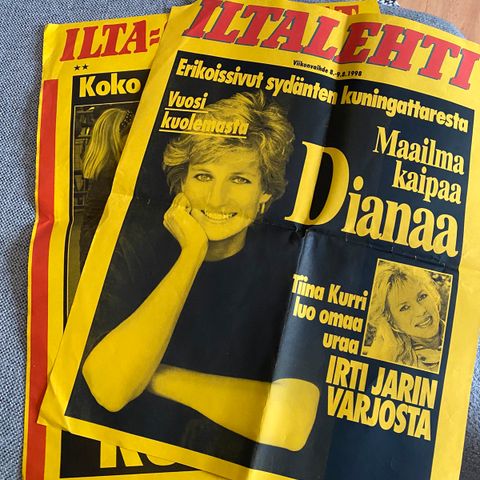 ILTA=
★★
Koko
ILTALEHTI
Viikonvaihde 8.-9.8.1998
Erikoissivut sydänten kuningattaresta
Vuosi
kuolemasta
Maailma
kaipaa
Dianaa
Tiina Kurri
luo omaa
uraa
IRTI JARIN
VARJOSTA